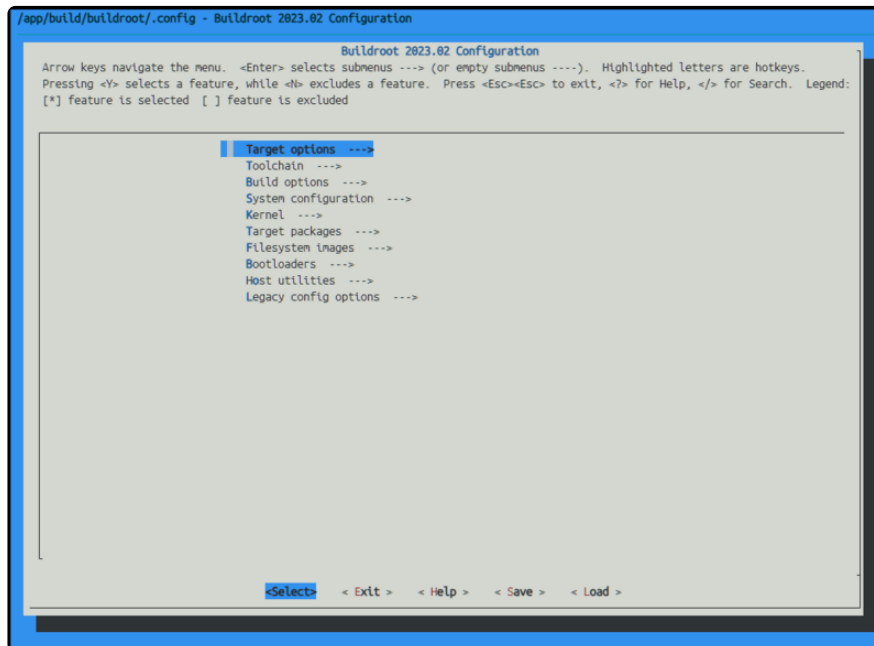 /app/build/buildroot/.config - Buildroot 2023.02 Configuration
Buildroot 2023.02 Configuration
Arrow keys navigate the menu.  <Enter> selects submenus ---> (or empty submenus ----).  Highlighted letters are hotkeys.
Pressing <Y> selects a feature, while <N> excludes a feature.  Press <Esc><Esc> to exit, <?> for Help, </> for Search.  Legend:
[*] feature is selected  [ ] feature is excluded
Target options  --->
Toolchain  --->
Build options  --->
System configuration  --->
Kernel  --->
Target packages  --->
Filesystem images  --->
Bootloaders  --->
Host utilities  --->
Legacy config options  --->
<Select>    < Exit >    < Help >    < Save >    < Load >